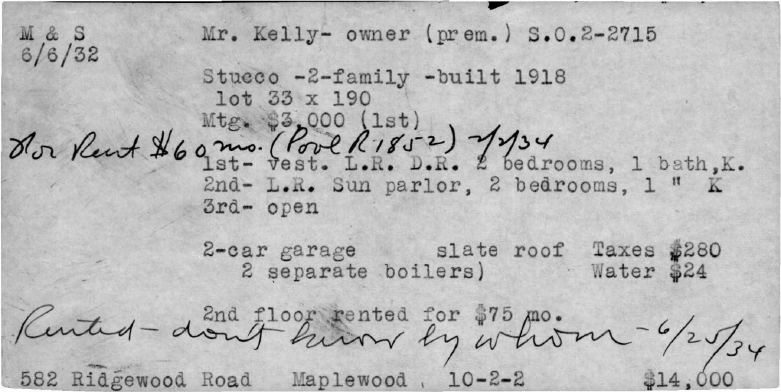 M & S Mr. Kelly- owner (prem.) S.O.2-2715
6/6/32
Stucco -2-family -built 1918
lot 33 x 190
Mtg. $3,000 (1st)
For Rent $60 mo. (Pool R1852) 2/2/34
1st- vest. L.R. D.R. 2 bedrooms, 1 bath,K.
2nd- L.R. Sun parlor, 2 bedrooms, 1 " K
3rd- open
2-car garage slate roof Taxes $280
2 separate boilers) Water $24
2nd floor rented for $75 mo.
Rented - don't know by whom - 6/25/34
582 Ridgewood Road Maplewood 10-2-2 $14,000